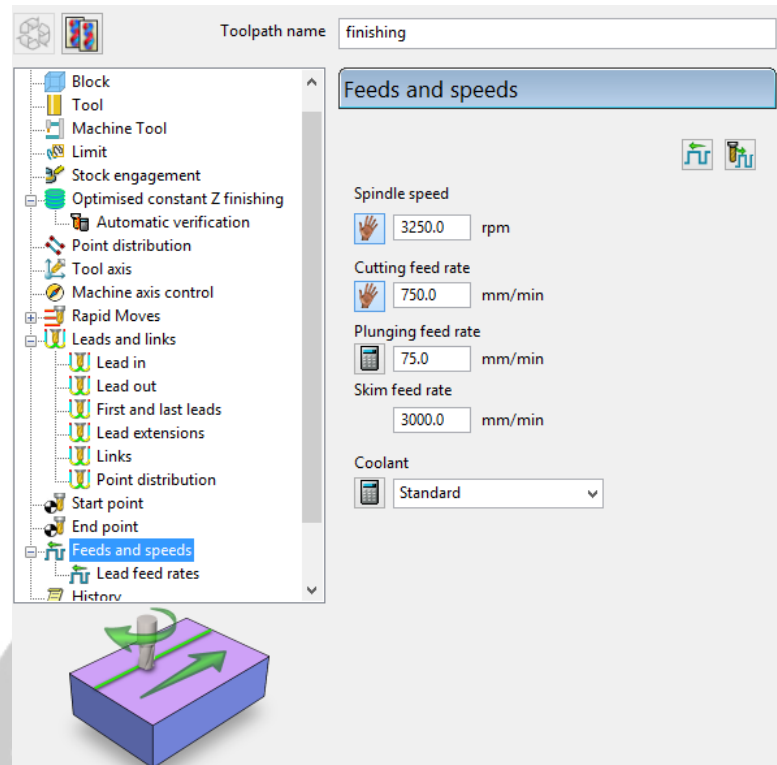 Toolpath name
finishing
Block
Tool
Machine Tool
Limit
Stock engagement
Optimised constant Z finishing
Automatic verification
Point distribution
Tool axis
Machine axis control
Rapid Moves
Leads and links
Lead in
Lead out
First and last leads
Lead extensions
Links
Point distribution
Start point
End point
Feeds and speeds
Lead feed rates
History
Feeds and speeds
Spindle speed
3250.0 rpm
Cutting feed rate
750.0 mm/min
Plunging feed rate
75.0 mm/min
Skim feed rate
3000.0 mm/min
Coolant
Standard